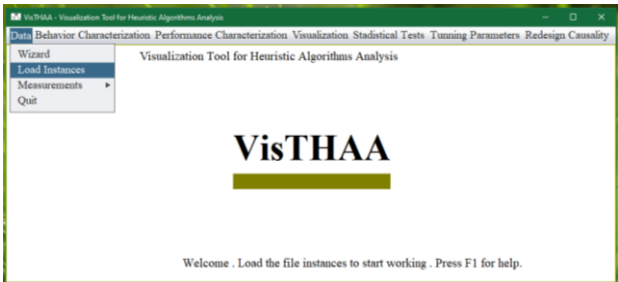 VisTHAA - Visualization Tool for Heuristic Algorithms Analysis
Data Behavior Characterization Performance Characterization Visualization Stadistical Tests Tunning Parameters Redesign Causality
Wizard
Load Instances
Measurements
Quit
Visualization Tool for Heuristic Algorithms Analysis
VisTHAA
Welcome . Load the file instances to start working . Press F1 for help.